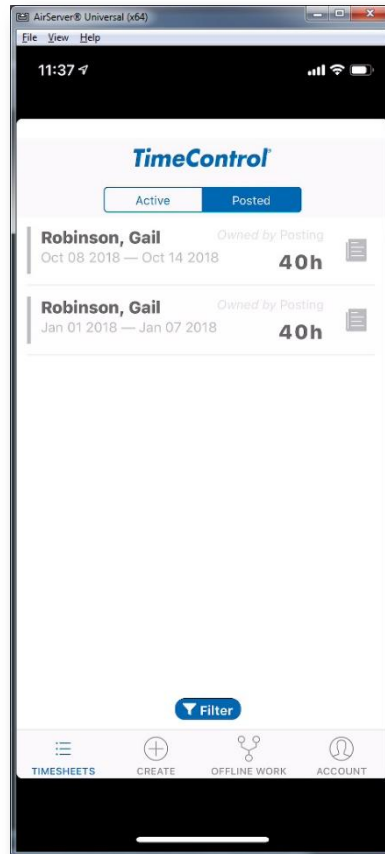 AirServer® Universal (x64)
File View Help
11:37
TimeControl®
Active Posted
Robinson, Gail Owned by Posting
Oct 08 2018 — Oct 14 2018 40h
Robinson, Gail Owned by Posting
Jan 01 2018 — Jan 07 2018 40h
Filter
TIMESHEETS CREATE OFFLINE WORK ACCOUNT